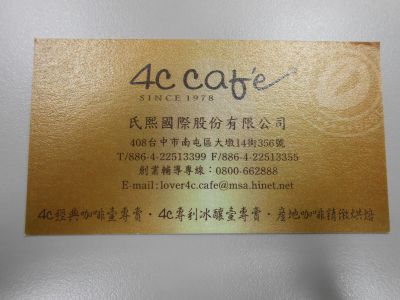 4c café
SINCE 1978
氏熙國際股份有限公司
408台中市南屯區大墩14街356號
T/886-4-22513399 F/886-4-22513355
創業輔導專線：0800-662888
E-mail:lover4c.cafe@msa.hinet.net
4c經典咖啡壺專賣·4c專利冰釀壺專賣·產地咖啡精緻烘焙